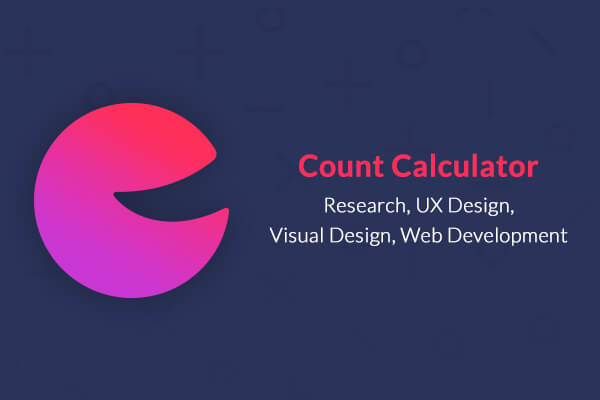 Count Calculator
Research, UX Design,
Visual Design, Web Development